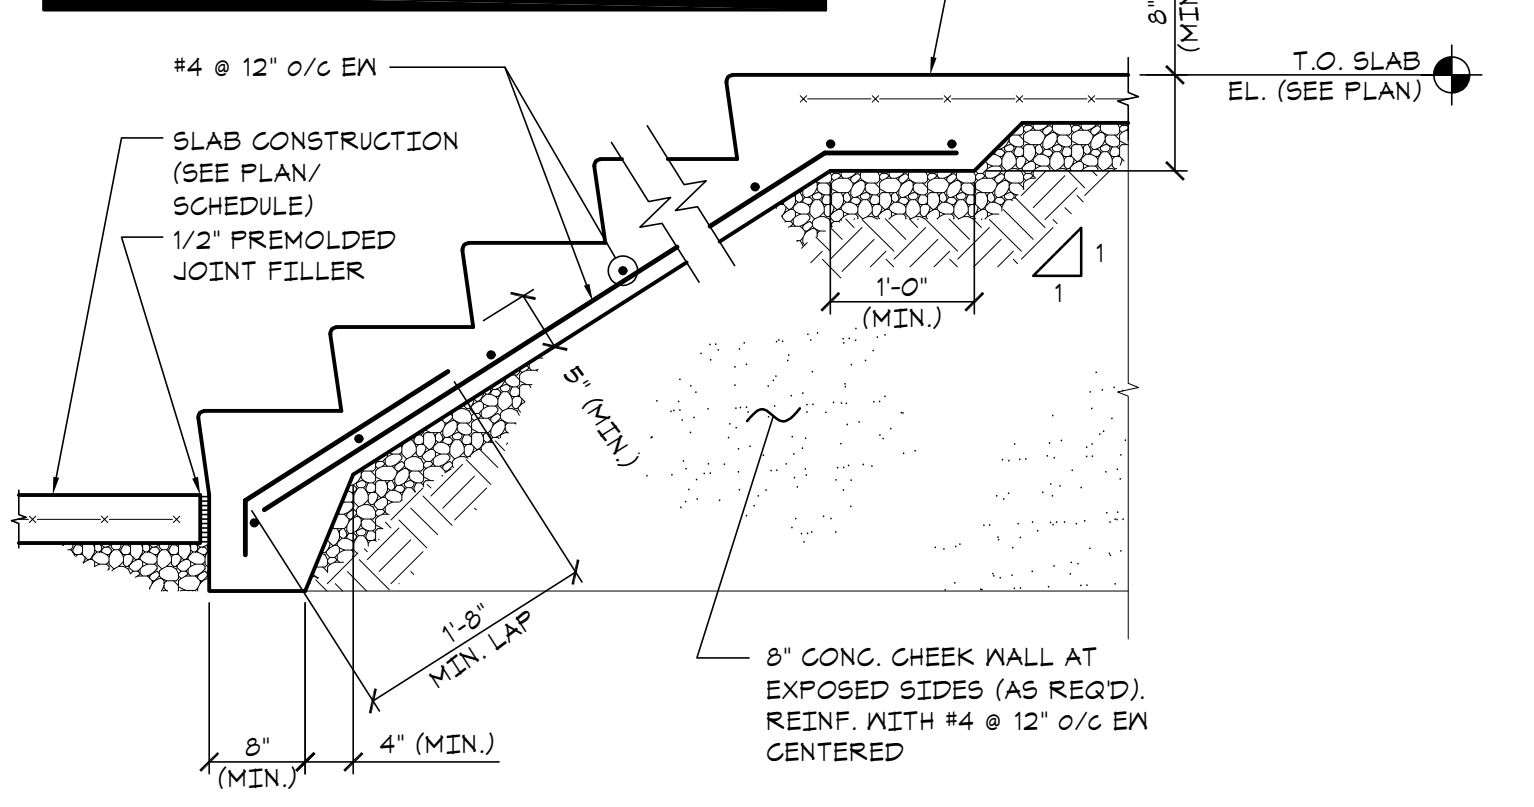 8"
#4 @ 12" o/c EW
T.O. SLAB
EL. (SEE PLAN)
SLAB CONSTRUCTION
(SEE PLAN/
SCHEDULE)
1/2" PREMOLDED
JOINT FILLER
1
1
1'-0"
(MIN.)
5" (MIN.)
1'-8"
MIN. LAP
8" CONC. CHEEK WALL AT
EXPOSED SIDES (AS REQ'D).
REINF. WITH #4 @ 12" o/c EW
CENTERED
8"
(MIN.)
4" (MIN.)